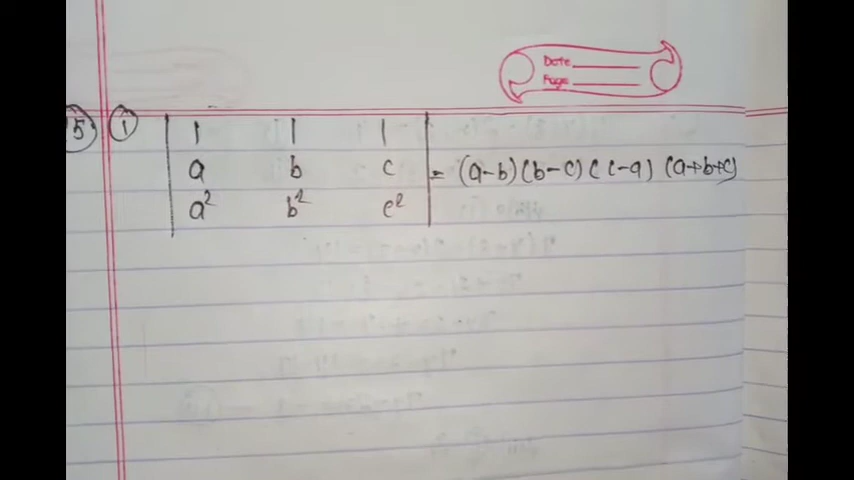 Date
Page
5 1 | 1 1 1 |
| a b c | = (a-b)(b-c)(c-a) (a+b+c)
| a² b² c² |